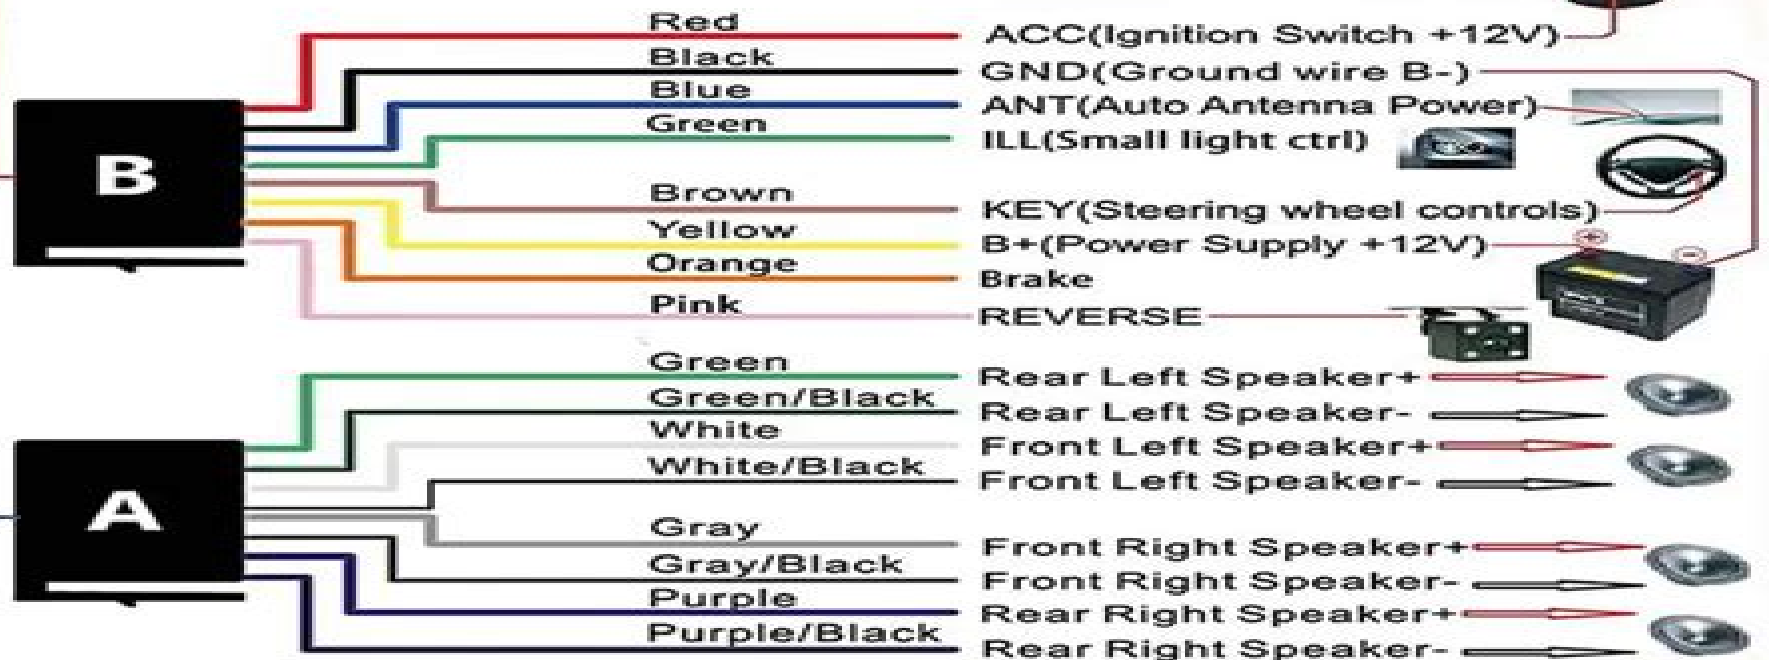 Red
ACC(Ignition Switch +12V)
Black
GND(Ground wire B-)
Blue
ANT(Auto Antenna Power)
Green
ILL(Small light ctrl)
B
Brown
KEY(Steering wheel controls)
Yellow
B+(Power Supply +12V)
+
-
Orange
Brake
Pink
REVERSE
Green
Rear Left Speaker+
Green/Black
Rear Left Speaker-
White
Front Left Speaker+
White/Black
Front Left Speaker-
A
Gray
Front Right Speaker+
Gray/Black
Front Right Speaker-
Purple
Rear Right Speaker+
Purple/Black
Rear Right Speaker-